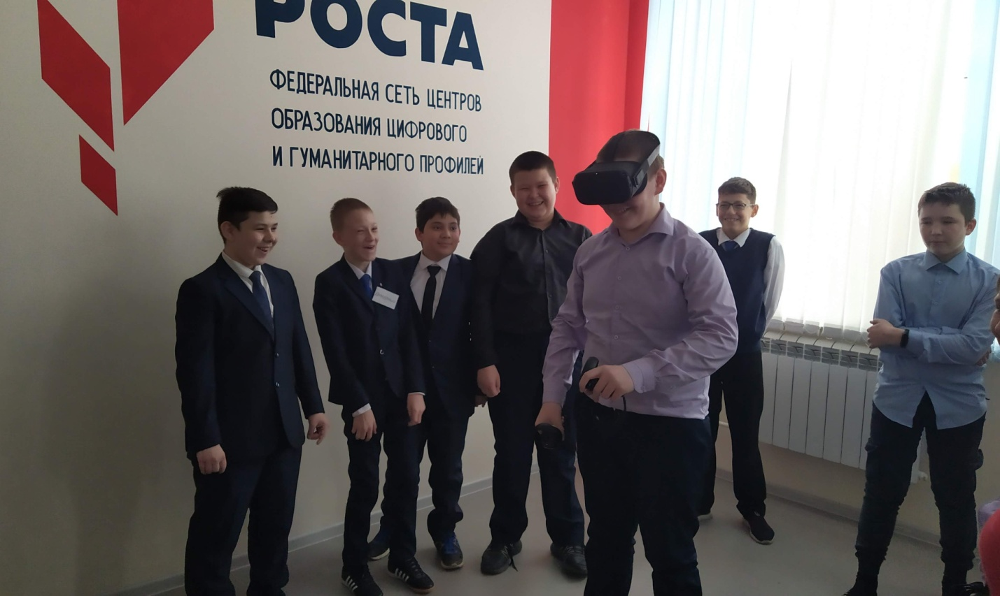 РОСТА
ФЕДЕРАЛЬНАЯ СЕТЬ ЦЕНТРОВ
ОБРАЗОВАНИЯ ЦИФРОВОГО
И ГУМАНИТАРНОГО ПРОФИЛЕЙ